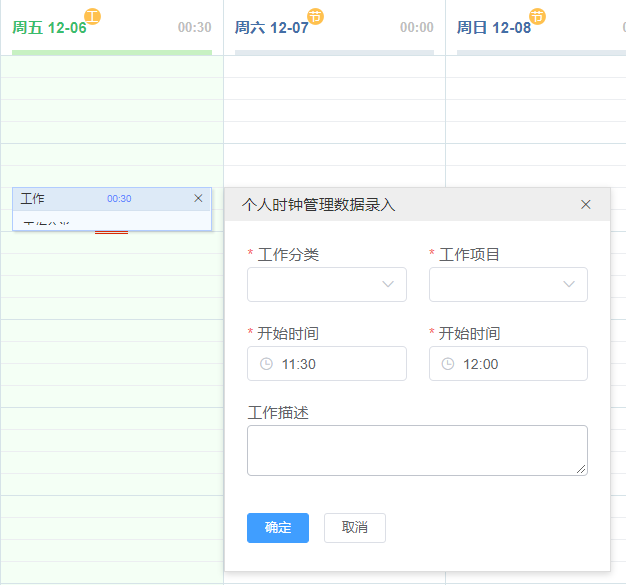 周五 12-06 工 00:30 周六 12-07 节 00:00 周日 12-08 节
工作 00:30
个人时钟管理数据录入
* 工作分类 * 工作项目
* 开始时间 * 开始时间
11:30 12:00
工作描述
确定 取消